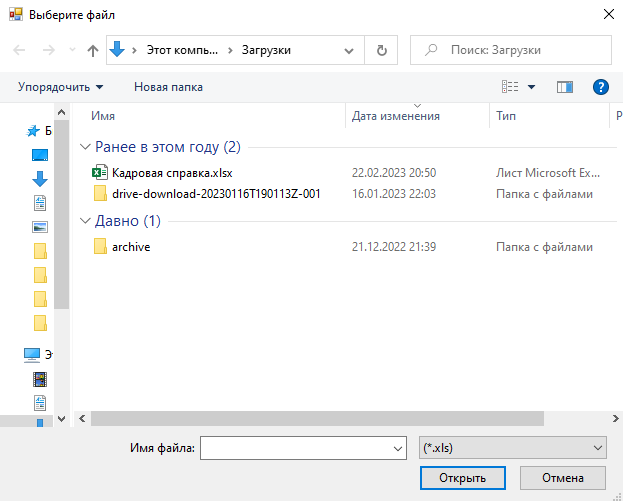 Выберите файл
Этот компь... Загрузки
Поиск: Загрузки
Упорядочить Новая папка
Имя Дата изменения Тип Р
Ранее в этом году (2)
Кадровая справка.xlsx 22.02.2023 20:50 Лист Microsoft Ex...
drive-download-20230116T190113Z-001 16.01.2023 22:03 Папка с файлами
Давно (1)
archive 21.12.2022 21:39 Папка с файлами
Б
Э
Имя файла: (*.xls)
Открыть Отмена